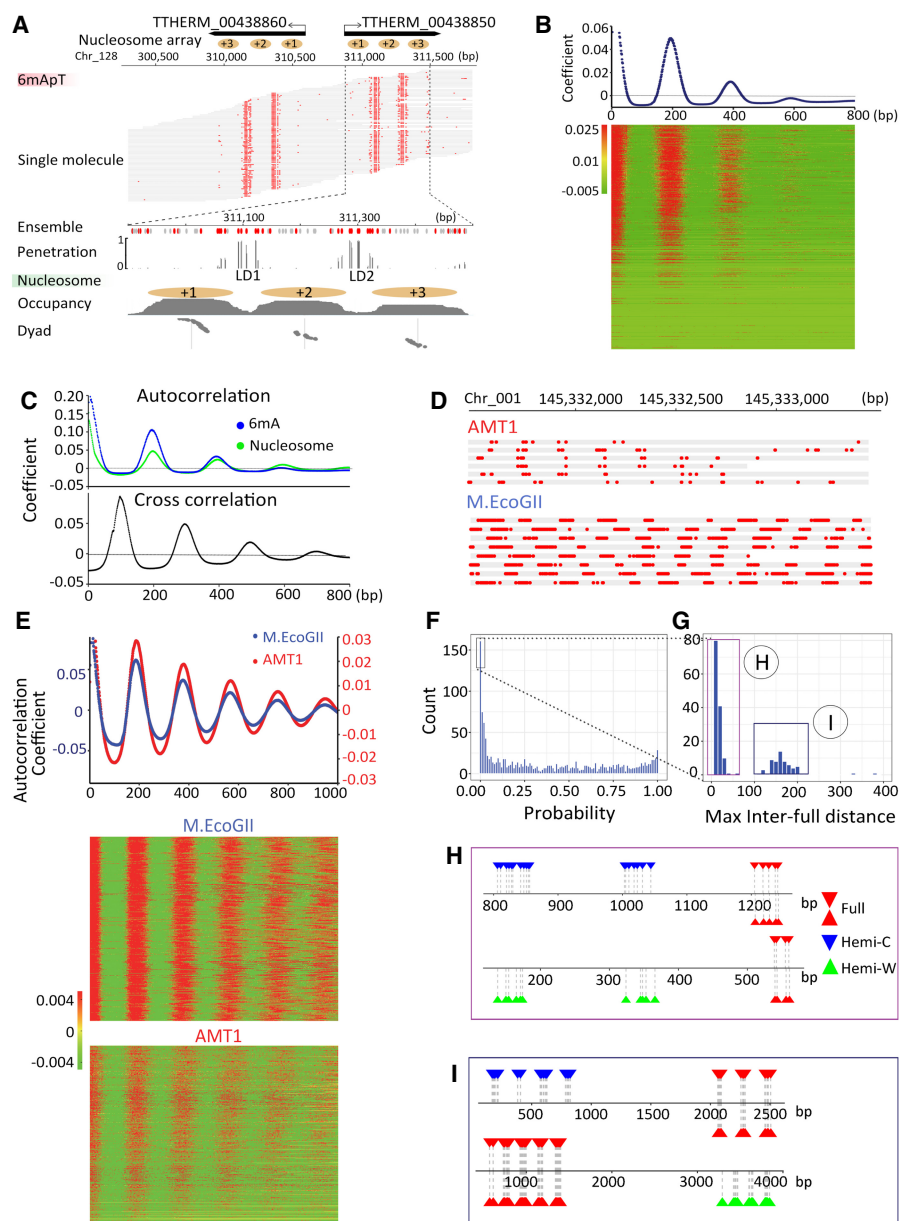 A
TTHERM_00438860
TTHERM_00438850
Nucleosome array
+3 +2 +1 +1 +2 +3
Chr_128 300,500 310,000 310,500 311,000 311,500 (bp)
6mApT
Single molecule
311,100 311,300 (bp)
Ensemble
Penetration
1
0
LD1 LD2
Nucleosome
+1 +2 +3
Occupancy
Dyad
B
Coefficient
0.06
0.04
0.02
0
0 200 400 600 800 (bp)
0.025
0.01
-0.005
C
Autocorrelation
6mA
Nucleosome
0.20
0.15
0.10
0.05
0
-0.05
Coefficient
Cross correlation
0.05
0
-0.05
0 200 400 600 800 (bp)
D
Chr_001 145,332,000 145,332,500 145,333,000 (bp)
AMT1
M.EcoGII
E
M.EcoGII
AMT1
Autocorrelation
Coefficient
0.05
0
-0.05
0.03
0.02
0.01
0
-0.01
-0.02
-0.03
0 200 400 600 800 1000
M.EcoGII
0.004
0
-0.004
AMT1
F
Count
150
100
50
0
0 0.25 0.50 0.75 1.00
Probability
G
80
60
40
20
0
H
I
0 100 200 300 400
Max Inter-full distance
H
800 900 1000 1100 1200 bp
200 300 400 500 bp
Full
Hemi-C
Hemi-W
I
500 1000 1500 2000 2500 bp
1000 2000 3000 4000